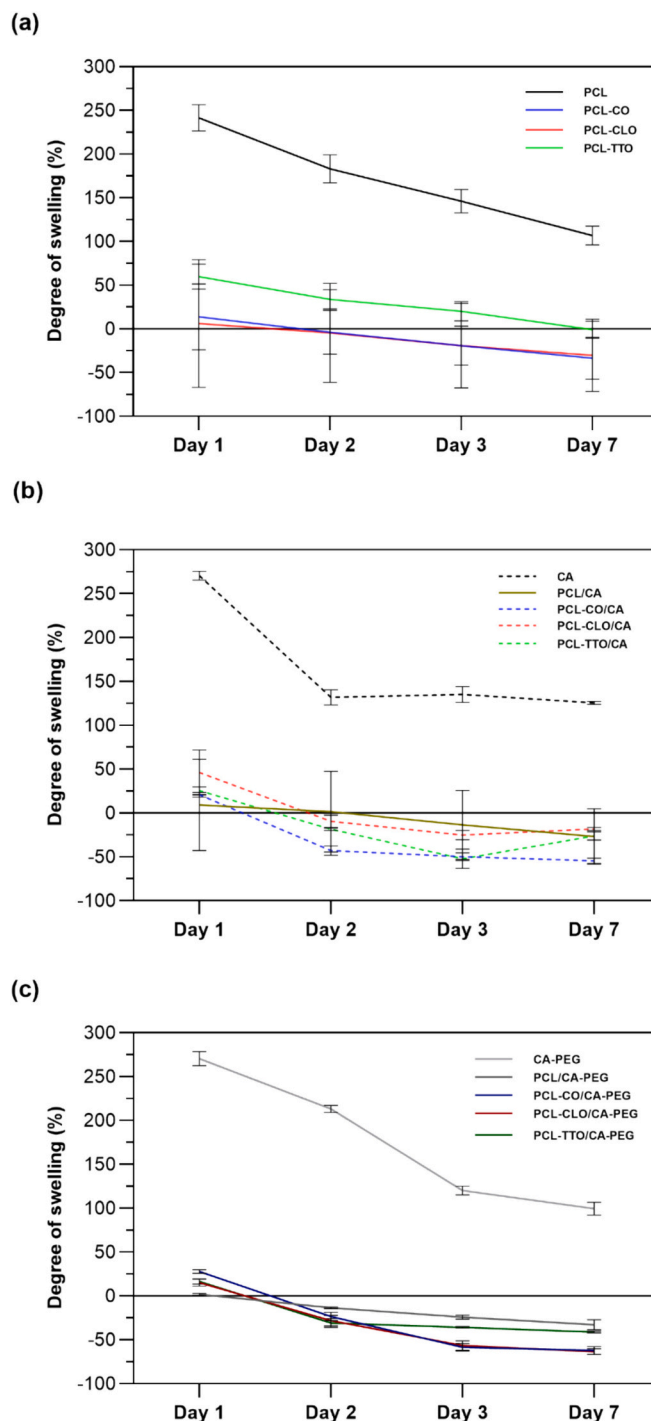 (a)
Degree of swelling (%)
300
250
200
150
100
50
0
-50
-100
PCL
PCL-CO
PCL-CLO
PCL-TTO
Day 1 Day 2 Day 3 Day 7
(b)
Degree of swelling (%)
300
250
200
150
100
50
0
-50
-100
CA
PCL/CA
PCL-CO/CA
PCL-CLO/CA
PCL-TTO/CA
Day 1 Day 2 Day 3 Day 7
(c)
Degree of swelling (%)
300
250
200
150
100
50
0
-50
-100
CA-PEG
PCL/CA-PEG
PCL-CO/CA-PEG
PCL-CLO/CA-PEG
PCL-TTO/CA-PEG
Day 1 Day 2 Day 3 Day 7